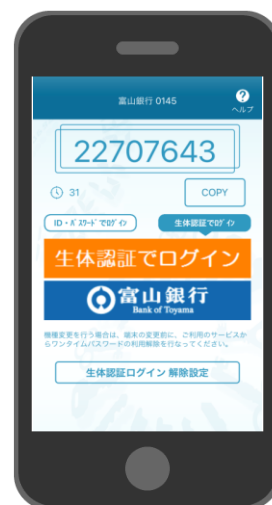 富山銀行 0145
?
ヘルプ
22707643
31
COPY
ID・パスワードでログイン
生体認証でログイン
生体認証でログイン
富山銀行
Bank of Toyama
機種変更を行う場合は、端末の変更前に、ご利用のサービスか
らワンタイムパスワードの利用解除を行なってください。
生体認証ログイン 解除設定